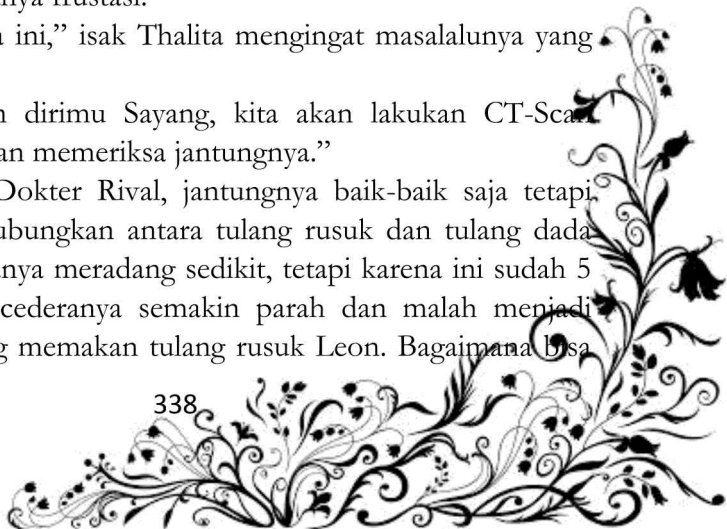 nya frustasi.
ini,” isak Thalita mengingat masalalunya yang
dirimu Sayang, kita akan lakukan CT-Scan
an memeriksa jantungnya.”
Dokter Rival, jantungnya baik-baik saja tetapi
ubungkan antara tulang rusuk dan tulang dada
nya meradang sedikit, tetapi karena ini sudah 5
cederanya semakin parah dan malah menjadi
g memakan tulang rusuk Leon. Bagaimana bisa
338